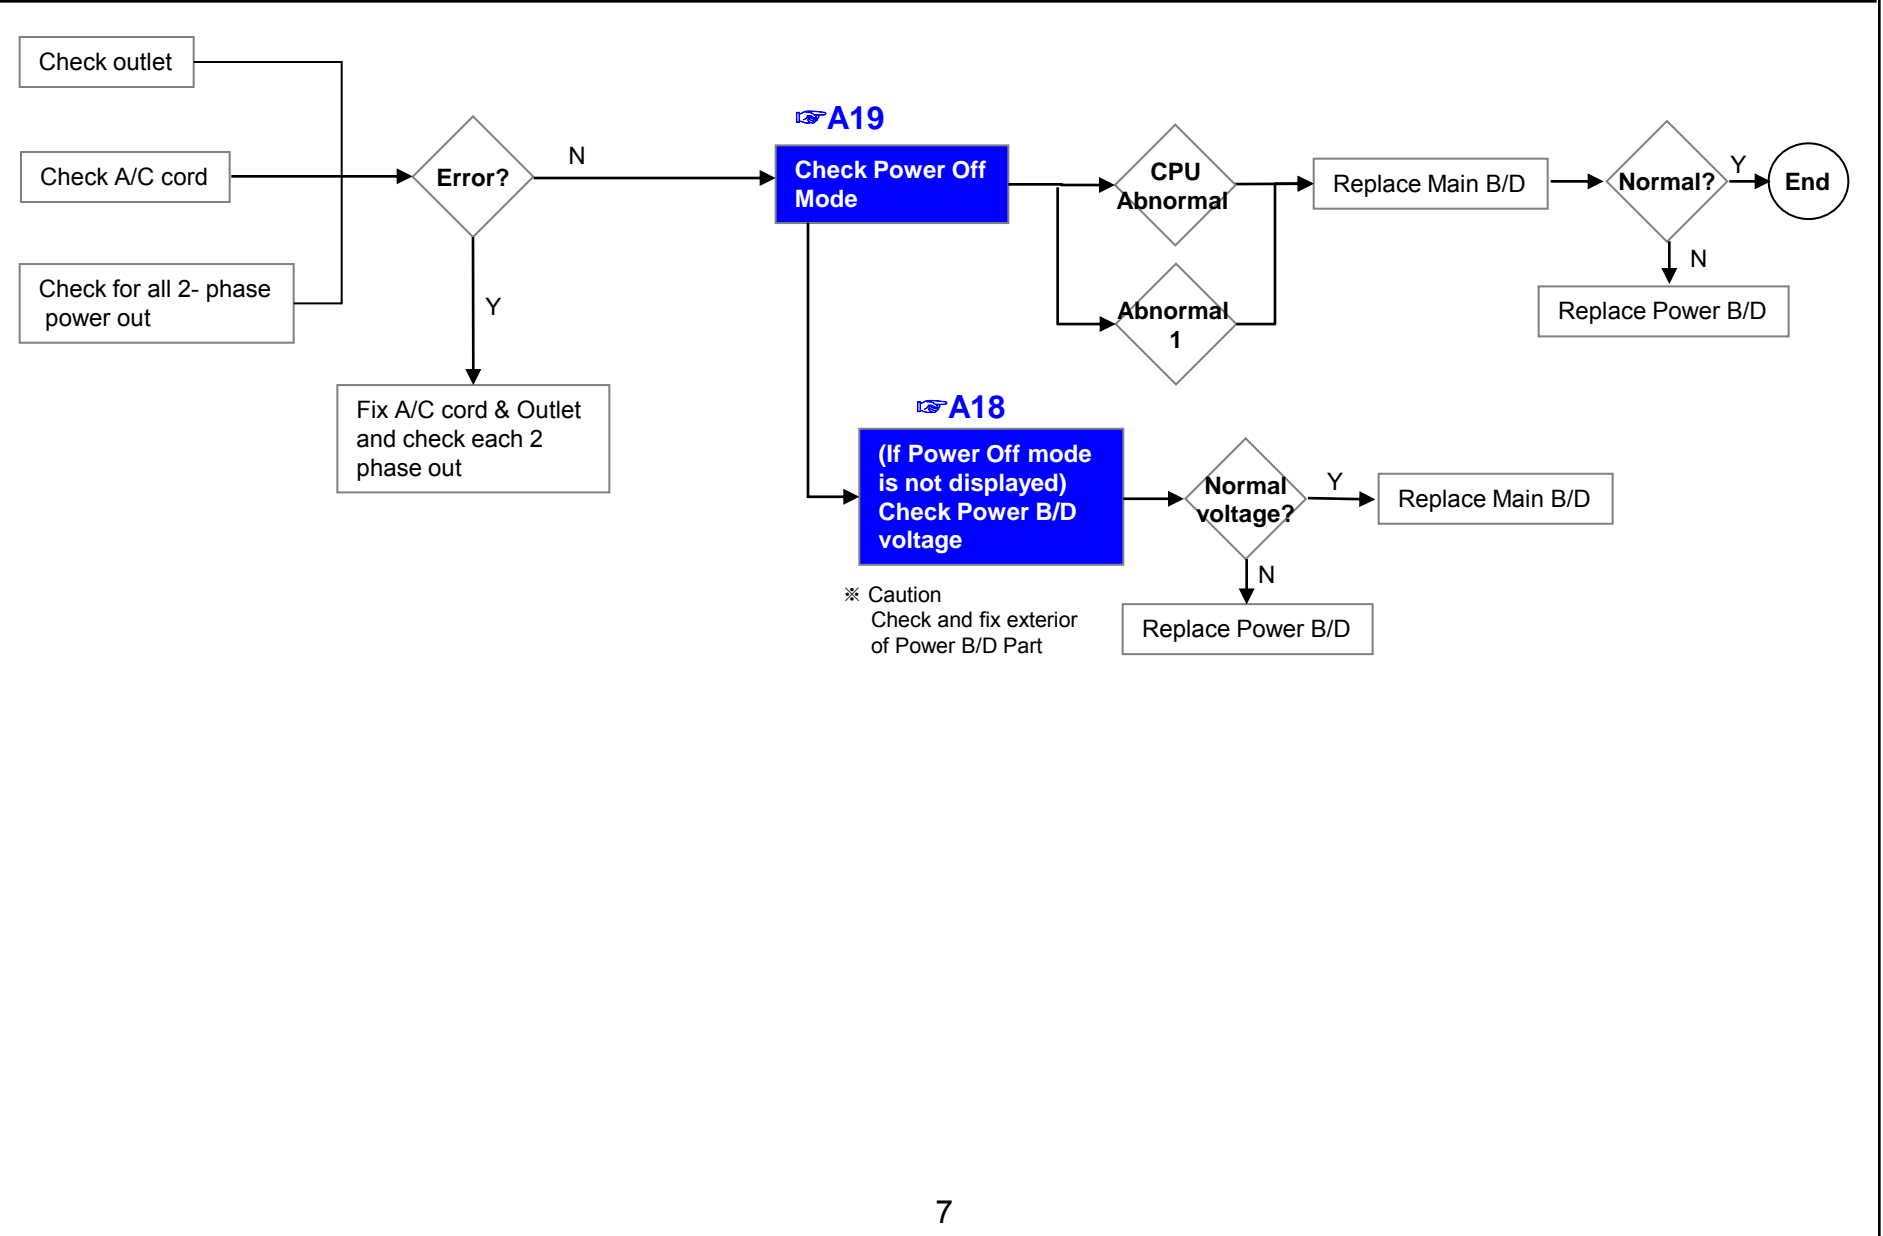 Check outlet
Check A/C cord
Check for all 2- phase
power out
Error?
N
Y
Fix A/C cord & Outlet
and check each 2
phase out
☞A19
Check Power Off
Mode
CPU
Abnormal
Abnormal
1
Replace Main B/D
Normal?
Y
End
N
Replace Power B/D
☞A18
(If Power Off mode
is not displayed)
Check Power B/D
voltage
※ Caution
Check and fix exterior
of Power B/D Part
Normal
voltage?
Y
Replace Main B/D
N
Replace Power B/D
7